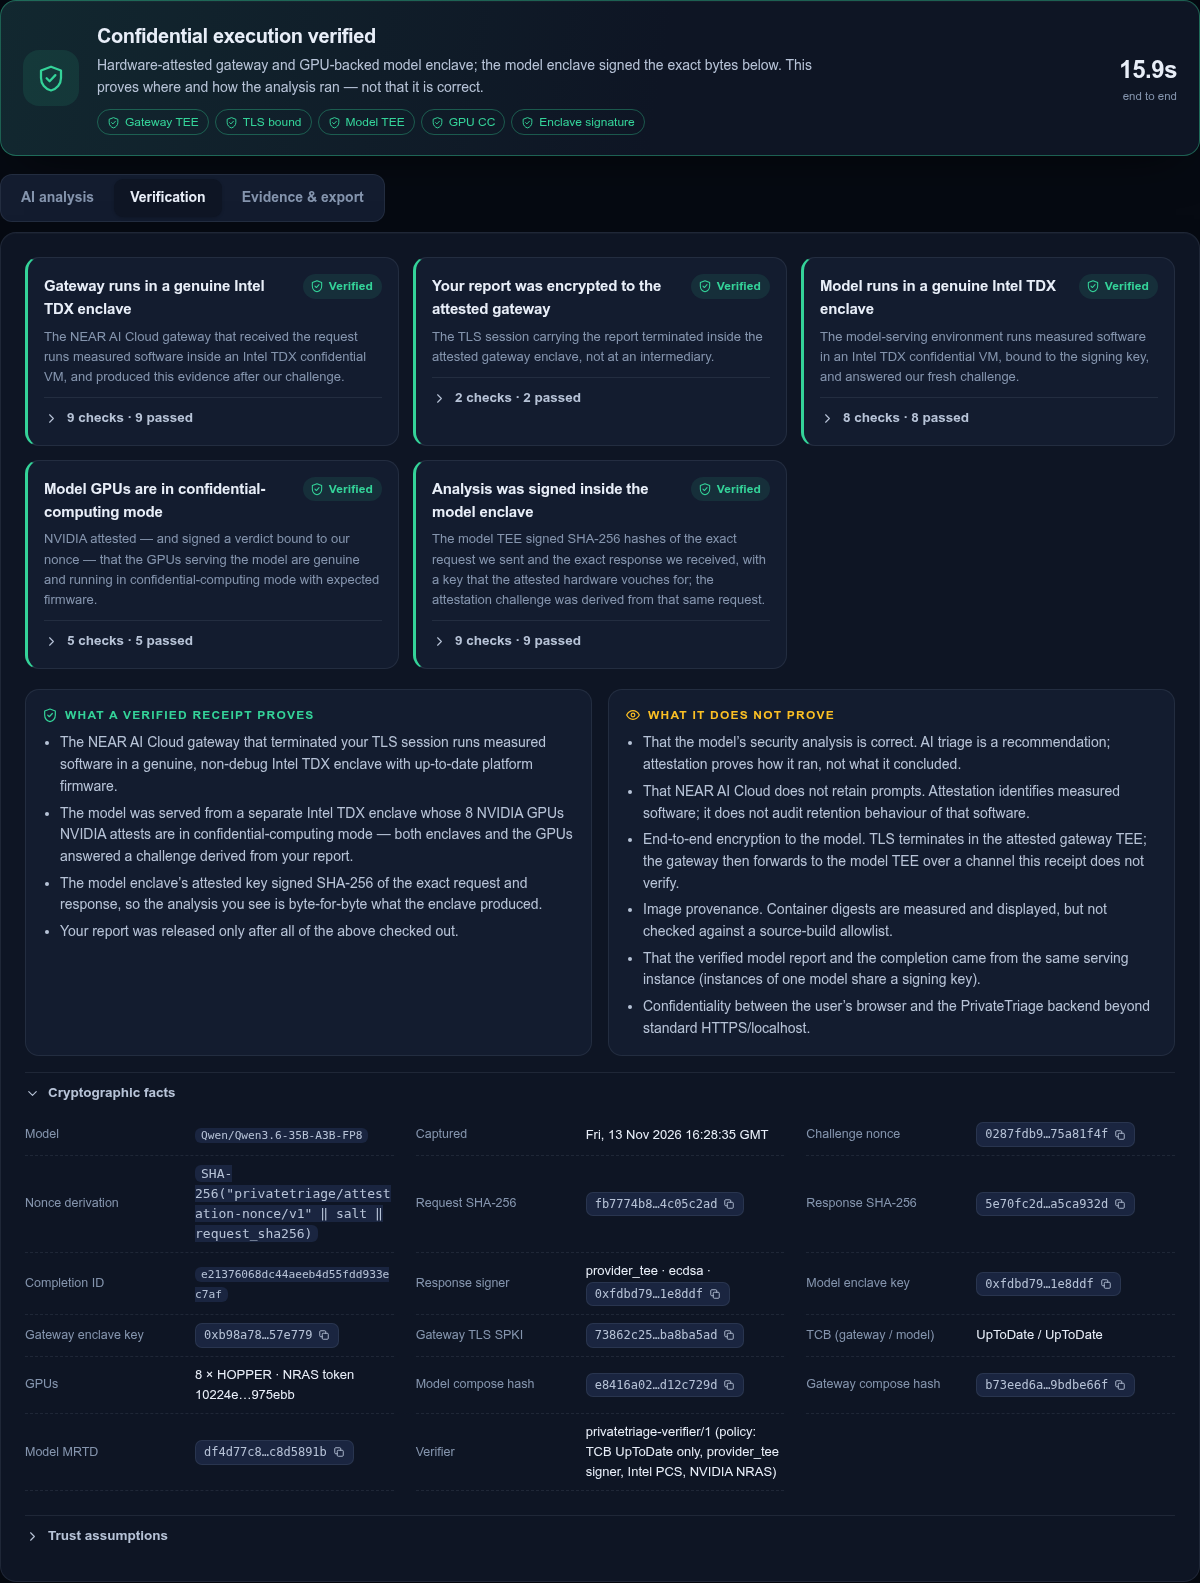 Confidential execution verified
Hardware-attested gateway and GPU-backed model enclave; the model enclave signed the exact bytes below. This
proves where and how the analysis ran — not that it is correct.
Gateway TEE
TLS bound
Model TEE
GPU CC
Enclave signature
15.9s
end to end
AI analysis
Verification
Evidence & export
Gateway runs in a genuine Intel
TDX enclave
Verified
The NEAR AI Cloud gateway that received the request
runs measured software inside an Intel TDX confidential
VM, and produced this evidence after our challenge.
9 checks · 9 passed
Your report was encrypted to the
attested gateway
Verified
The TLS session carrying the report terminated inside the
attested gateway enclave, not at an intermediary.
2 checks · 2 passed
Model runs in a genuine Intel TDX
enclave
Verified
The model-serving environment runs measured software
in an Intel TDX confidential VM, bound to the signing key,
and answered our fresh challenge.
8 checks · 8 passed
Model GPUs are in confidential-
computing mode
Verified
NVIDIA attested — and signed a verdict bound to our
nonce — that the GPUs serving the model are genuine
and running in confidential-computing mode with expected
firmware.
5 checks · 5 passed
Analysis was signed inside the
model enclave
Verified
The model TEE signed SHA-256 hashes of the exact
request we sent and the exact response we received, with
a key that the attested hardware vouches for; the
attestation challenge was derived from that same request.
9 checks · 9 passed
WHAT A VERIFIED RECEIPT PROVES
• The NEAR AI Cloud gateway that terminated your TLS session runs measured
software in a genuine, non-debug Intel TDX enclave with up-to-date platform
firmware.
• The model was served from a separate Intel TDX enclave whose 8 NVIDIA GPUs
NVIDIA attests are in confidential-computing mode — both enclaves and the GPUs
answered a challenge derived from your report.
• The model enclave’s attested key signed SHA-256 of the exact request and
response, so the analysis you see is byte-for-byte what the enclave produced.
• Your report was released only after all of the above checked out.
WHAT IT DOES NOT PROVE
• That the model’s security analysis is correct. AI triage is a recommendation;
attestation proves how it ran, not what it concluded.
• That NEAR AI Cloud does not retain prompts. Attestation identifies measured
software; it does not audit retention behaviour of that software.
• End-to-end encryption to the model. TLS terminates in the attested gateway TEE;
the gateway then forwards to the model TEE over a channel this receipt does not
verify.
• Image provenance. Container digests are measured and displayed, but not
checked against a source-build allowlist.
• That the verified model report and the completion came from the same serving
instance (instances of one model share a signing key).
• Confidentiality between the user’s browser and the PrivateTriage backend beyond
standard HTTPS/localhost.
Cryptographic facts
Model
Qwen/Qwen3.6-35B-A3B-FP8
Captured
Fri, 13 Nov 2026 16:28:35 GMT
Challenge nonce
0287fdb9…75a81f4f
Nonce derivation
SHA-
256("privatetriage/attest
ation-nonce/v1" ‖ salt ‖
request_sha256)
Request SHA-256
fb7774b8…4c05c2ad
Response SHA-256
5e70fc2d…a5ca932d
Completion ID
e21376068dc44aeeb4d55fdd933e
c7af
Response signer
provider_tee · ecdsa ·
0xfdbd79…1e8ddf
Model enclave key
0xfdbd79…1e8ddf
Gateway enclave key
0xb98a78…57e779
Gateway TLS SPKI
73862c25…ba8ba5ad
TCB (gateway / model)
UpToDate / UpToDate
GPUs
8 × HOPPER · NRAS token
10224e…975ebb
Model compose hash
e8416a02…d12c729d
Gateway compose hash
b73eed6a…9bdbe66f
Model MRTD
df4d77c8…c8d5891b
Verifier
privatetriage-verifier/1 (policy:
TCB UpToDate only, provider_tee
signer, Intel PCS, NVIDIA NRAS)
Trust assumptions